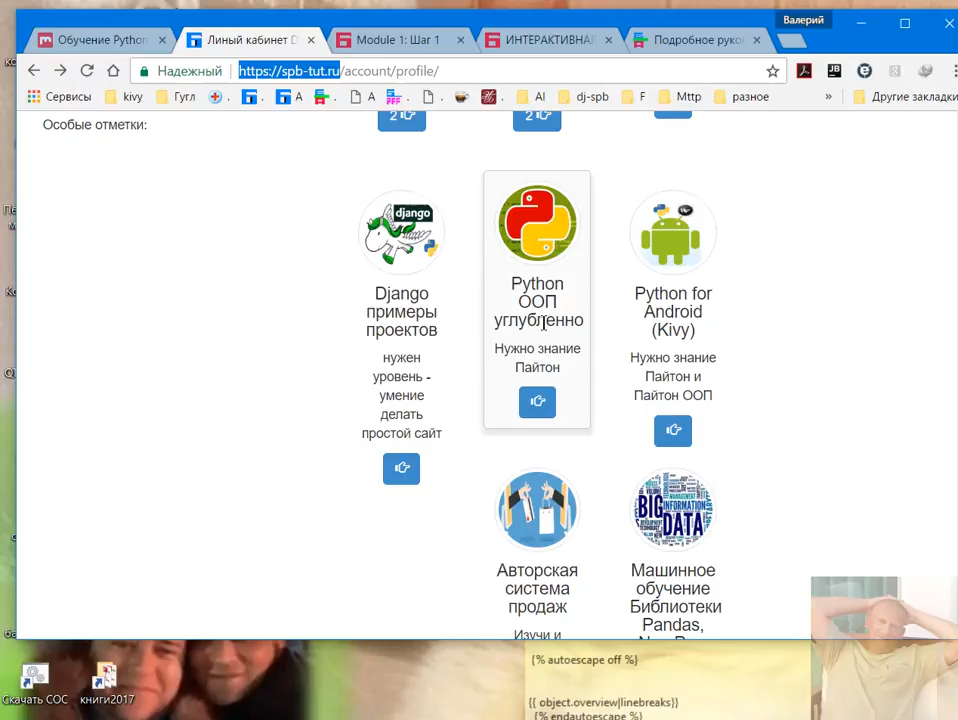 Валерий
Обучение Python
Линый кабинет D
Module 1: Шаг 1
ИНТЕРАКТИВНАЯ
Подробное руко
Надежный
https://spb-tut.ru/account/profile/
Сервисы
kivy
Гугл
A
A
AI
dj-spb
F
Mttp
разное
»
Другие закладки
Особые отметки:
2
2
django
Django
примеры
проектов
нужен
уровень -
умение
делать
простой сайт
Python
ООП
углубленно
Нужно знание
Пайтон
Python for
Android
(Kivy)
Нужно знание
Пайтон и
Пайтон ООП
Авторская
система
продаж
Изучи и
BIG
INFORMATION
DATA
Машинное
обучение
Библиотеки
Pandas,
Скачать СОС
книги2017
{% autoescape off %}
{{ object.overview|linebreaks}}
{% endautoescape %}